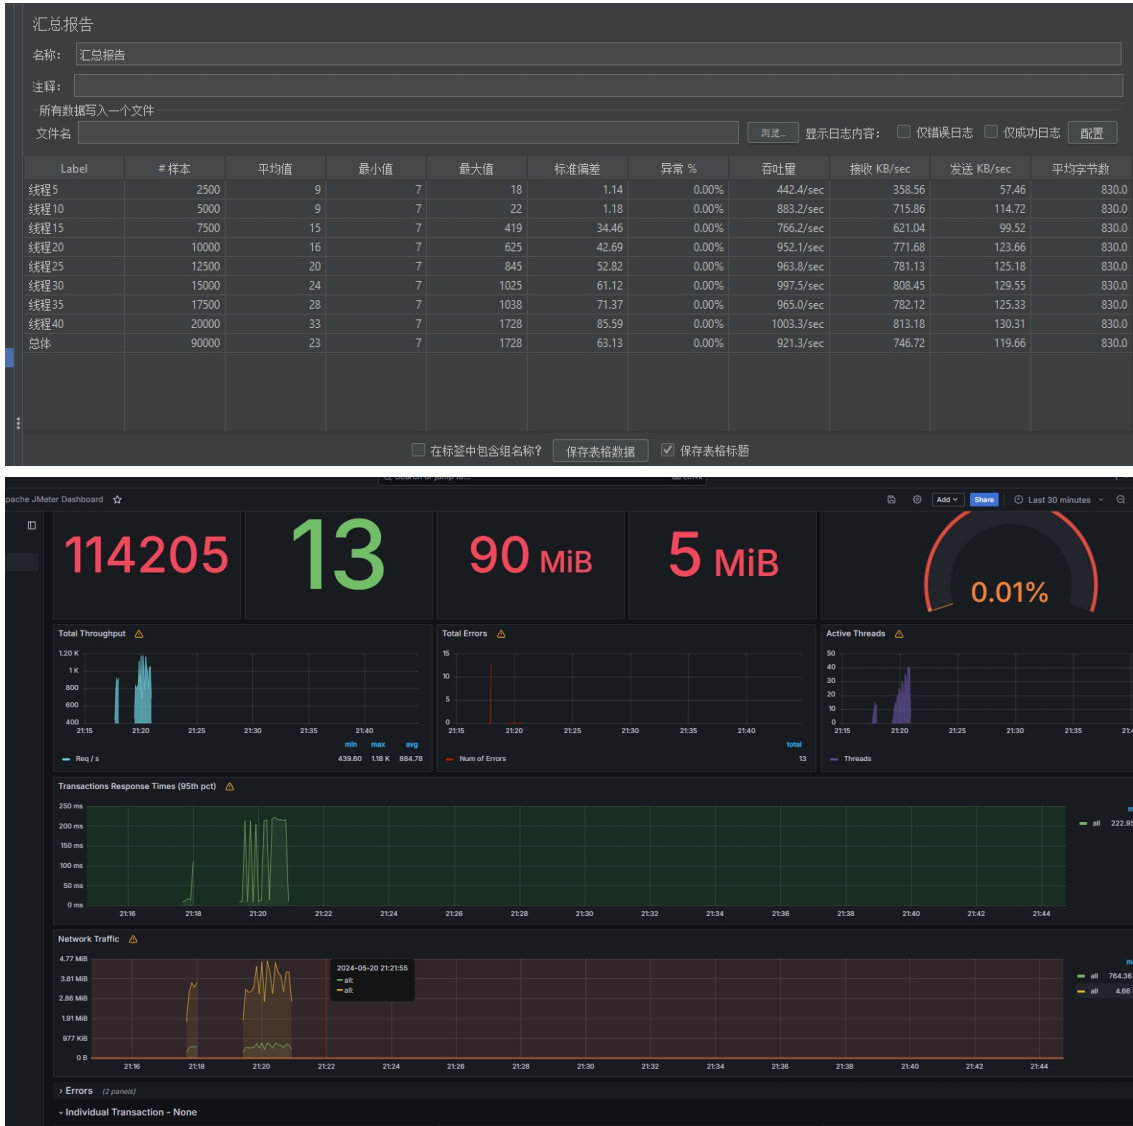 汇总报告
名称: 汇总报告
注释:
所有数据写入一个文件
文件名 浏览... 显示日志内容: 仅错误日志 仅成功日志 配置
Label # 样本 平均值 最小值 最大值 标准偏差 异常 % 吞吐量 接收 KB/sec 发送 KB/sec 平均字节数
线程5 2500 9 7 18 1.14 0.00% 442.4/sec 358.56 57.46 830.0
线程10 5000 9 7 22 1.18 0.00% 883.2/sec 715.86 114.72 830.0
线程15 7500 15 7 419 34.46 0.00% 766.2/sec 621.04 99.52 830.0
线程20 10000 16 7 625 42.69 0.00% 952.1/sec 771.68 123.66 830.0
线程25 12500 20 7 845 52.82 0.00% 963.8/sec 781.13 125.18 830.0
线程30 15000 24 7 1025 61.12 0.00% 997.5/sec 808.45 129.55 830.0
线程35 17500 28 7 1038 71.37 0.00% 965.0/sec 782.12 125.33 830.0
线程40 20000 33 7 1728 85.59 0.00% 1003.3/sec 813.18 130.31 830.0
总体 90000 23 7 1728 63.13 0.00% 921.3/sec 746.72 119.66 830.0
在标签中包含组名称? 保存表格数据 保存表格标题
pache JMeter Dashboard Add Share Last 30 minutes
114205 13 90 MiB 5 MiB 0.01%
Total Throughput Total Errors Active Threads
1.20 K 15 50
1 K 40
800 10 30
600 5 20
10
400 0 0
21:15 21:20 21:25 21:30 21:35 21:40 21:15 21:20 21:25 21:30 21:35 21:40 21:15 21:20 21:25 21:30 21:35
min max avg total
Req / s 439.60 1.18 K 884.78 Num of Errors 13 Threads
Transactions Response Times (95th pct)
250 ms
200 ms all 222.95
150 ms
100 ms
50 ms
0 ms
21:16 21:18 21:20 21:22 21:24 21:26 21:28 21:30 21:32 21:34 21:36 21:38 21:40 21:42 21:44
Network Traffic
4.77 MiB
2024-05-20 21:21:55
all:
all:
3.81 MiB all 764.36
2.86 MiB all 4.66
1.91 MiB
977 KiB
0 B
21:16 21:18 21:20 21:22 21:24 21:26 21:28 21:30 21:32 21:34 21:36 21:38 21:40 21:42 21:44
Errors (2 panels)
Individual Transaction - None